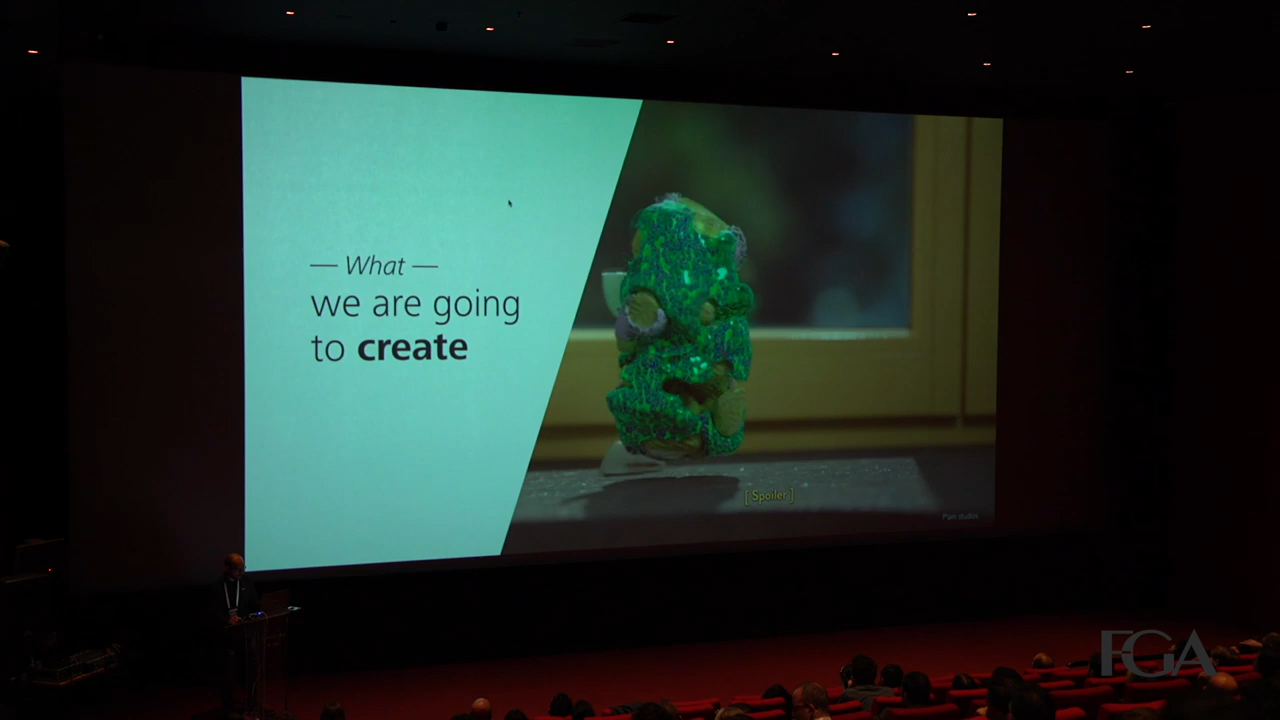 — What —
we are going
to create
[ Spoiler ]
FGA